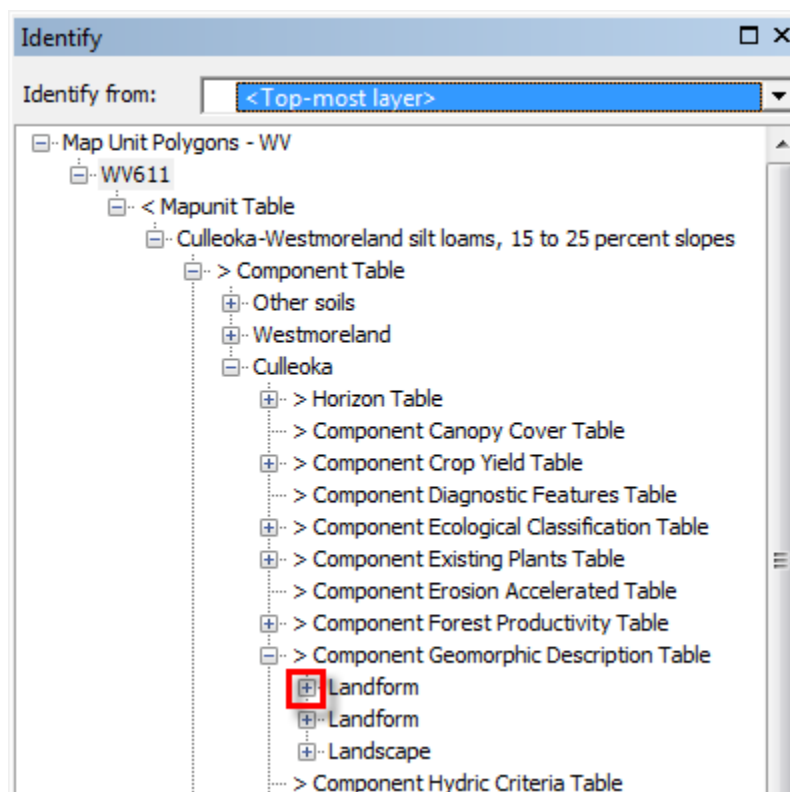 Identify
Identify from: <Top-most layer>
Map Unit Polygons - WV
WV611
< Mapunit Table
Culleoka-Westmoreland silt loams, 15 to 25 percent slopes
> Component Table
Other soils
Westmoreland
Culleoka
> Horizon Table
> Component Canopy Cover Table
> Component Crop Yield Table
> Component Diagnostic Features Table
> Component Ecological Classification Table
> Component Existing Plants Table
> Component Erosion Accelerated Table
> Component Forest Productivity Table
> Component Geomorphic Description Table
Landform
Landform
Landscape
> Component Hydric Criteria Table